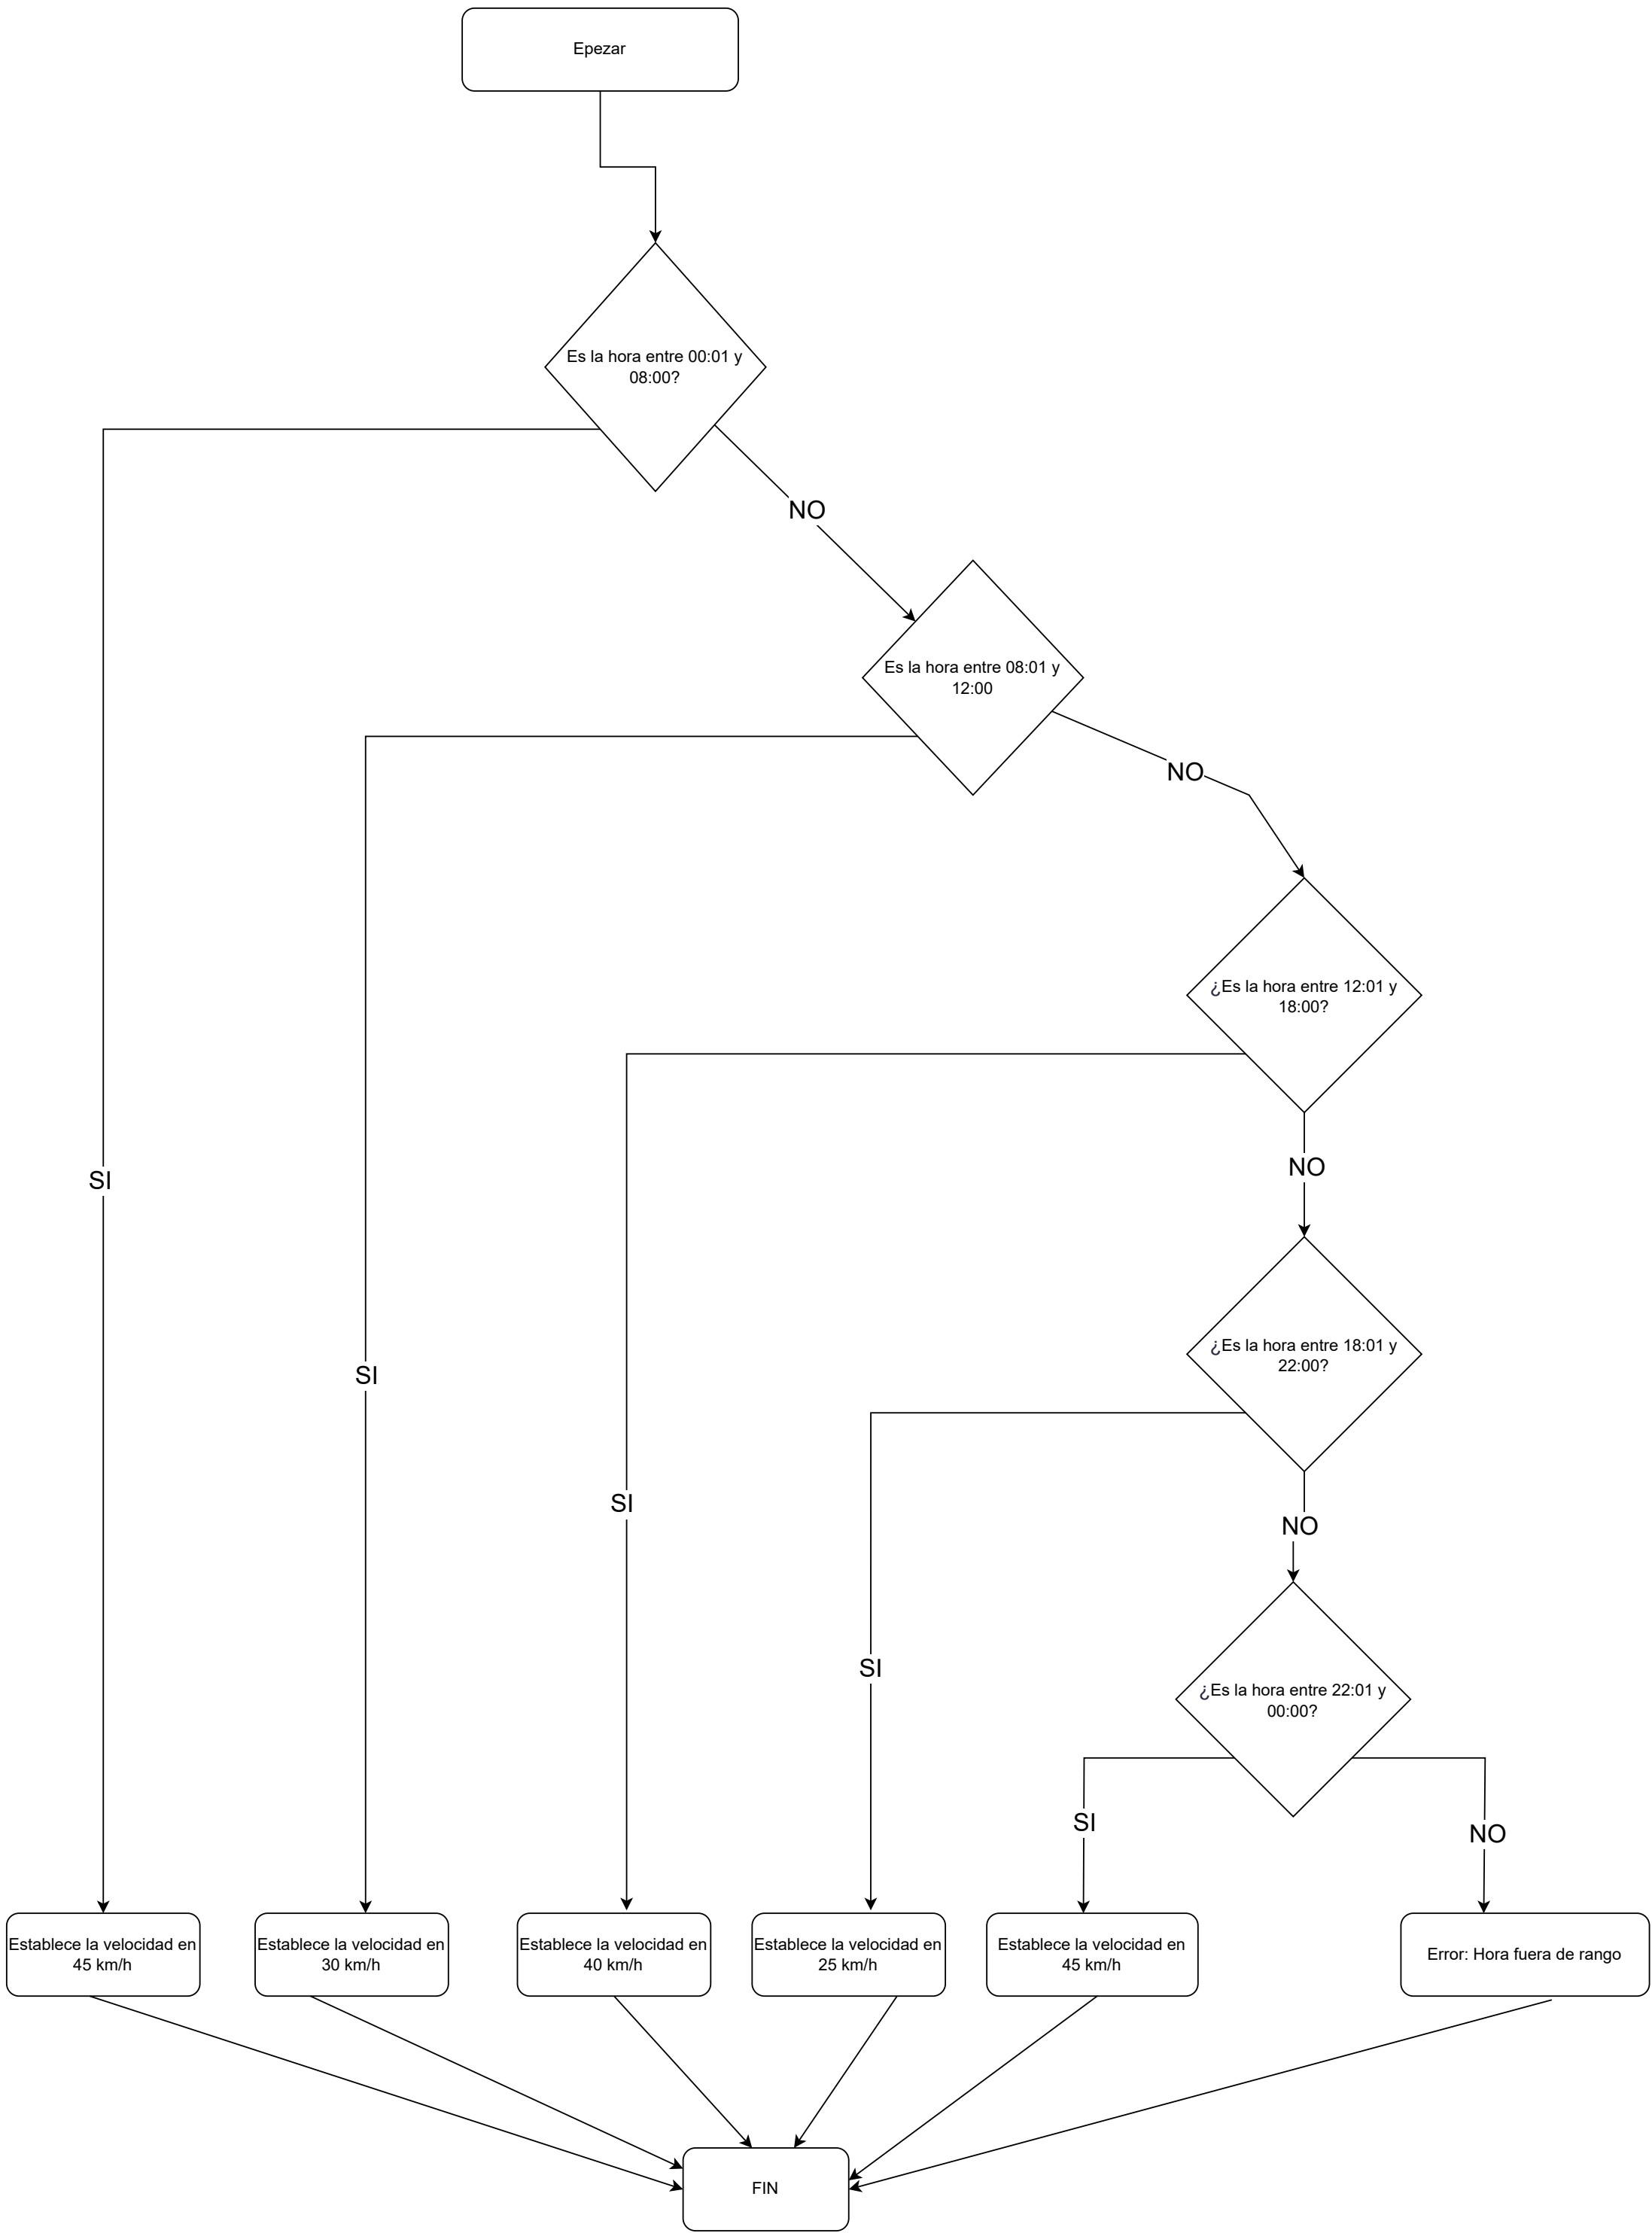 Epezar
Es la hora entre 00:01 y
08:00?
NO
Es la hora entre 08:01 y
12:00
NO
¿Es la hora entre 12:01 y
18:00?
NO
SI
¿Es la hora entre 18:01 y
22:00?
SI
SI
NO
SI
¿Es la hora entre 22:01 y
00:00?
SI
NO
Establece la velocidad en
45 km/h
Establece la velocidad en
30 km/h
Establece la velocidad en
40 km/h
Establece la velocidad en
25 km/h
Establece la velocidad en
45 km/h
Error: Hora fuera de rango
FIN